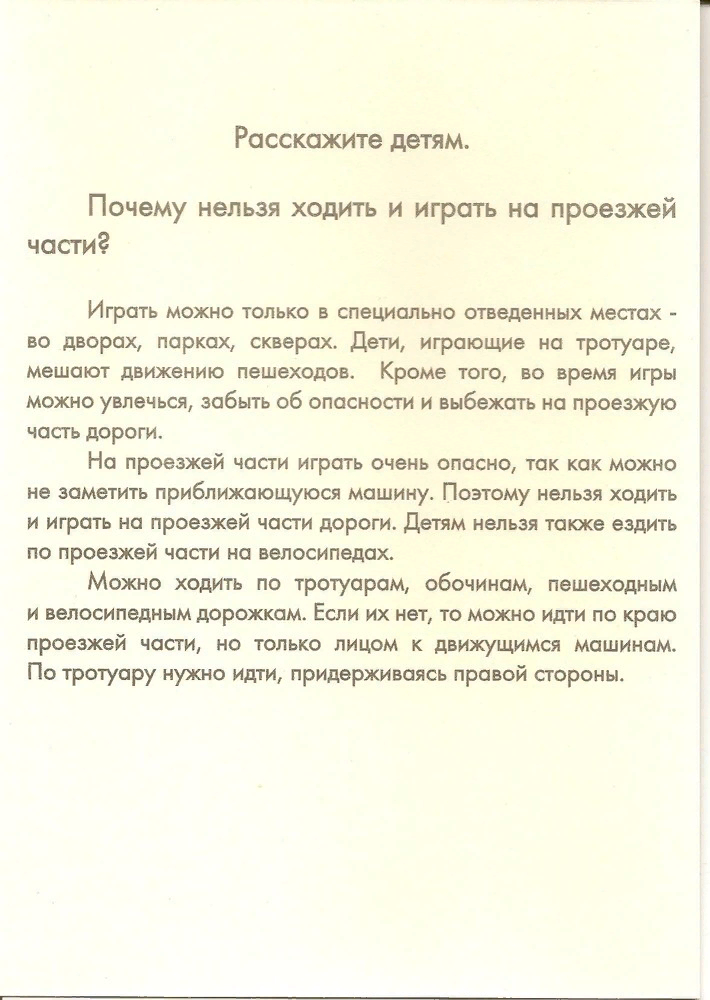 Расскажите детям.
Почему нельзя ходить и играть на проезжей
части?
Играть можно только в специально отведенных местах -
во дворах, парках, скверах. Дети, играющие на тротуаре,
мешают движению пешеходов. Кроме того, во время игры
можно увлечься, забыть об опасности и выбежать на проезжую
часть дороги.
На проезжей части играть очень опасно, так как можно
не заметить приближающуюся машину. Поэтому нельзя ходить
и играть на проезжей части дороги. Детям нельзя также ездить
по проезжей части на велосипедах.
Можно ходить по тротуарам, обочинам, пешеходным
и велосипедным дорожкам. Если их нет, то можно идти по краю
проезжей части, но только лицом к движущимся машинам.
По тротуару нужно идти, придерживаясь правой стороны.